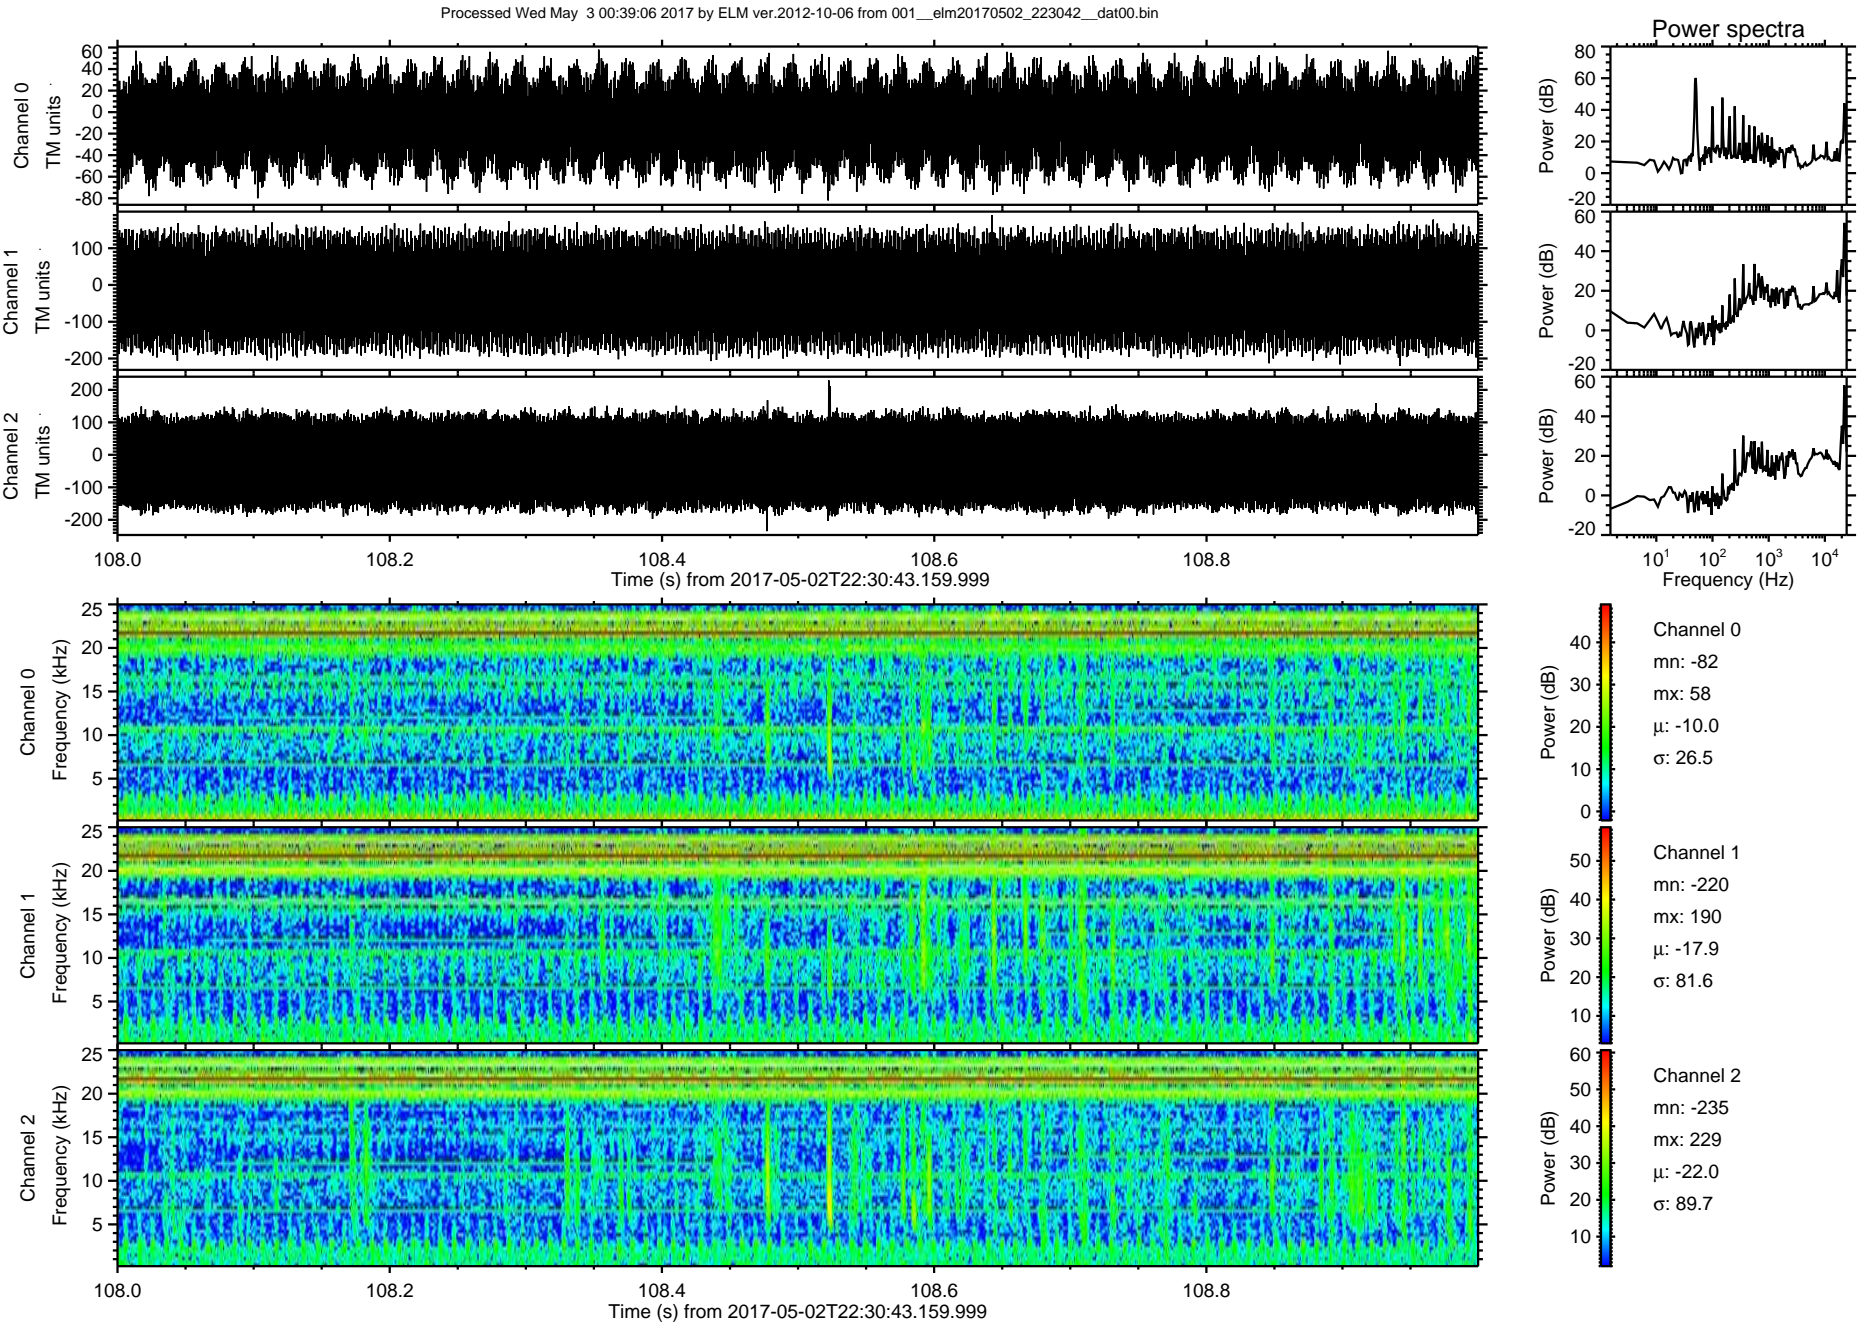 Processed Wed May  3 00:39:06 2017 by ELM ver.2012-10-06 from 001__elm20170502_223042__dat00.bin
Power spectra
Channel 0
TM units
60
40
20
0
-20
-40
-60
-80
Power (dB)
80
60
40
20
0
-20
Channel 1
TM units
100
0
-100
-200
Power (dB)
60
40
20
0
-20
Channel 2
TM units
200
100
0
-100
-200
Power (dB)
60
40
20
0
-20
108.0 108.2 108.4 108.6 108.8
Time (s) from 2017-05-02T22:30:43.159.999
10^1 10^2 10^3 10^4
Frequency (Hz)
Channel 0
Frequency (kHz)
25
20
15
10
5
Power (dB)
40
30
20
10
0
Channel 0
mn: -82
mx: 58
μ: -10.0
σ: 26.5
Channel 1
Frequency (kHz)
25
20
15
10
5
Power (dB)
50
40
30
20
10
Channel 1
mn: -220
mx: 190
μ: -17.9
σ: 81.6
Channel 2
Frequency (kHz)
25
20
15
10
5
Power (dB)
60
50
40
30
20
10
Channel 2
mn: -235
mx: 229
μ: -22.0
σ: 89.7
108.0 108.2 108.4 108.6 108.8
Time (s) from 2017-05-02T22:30:43.159.999